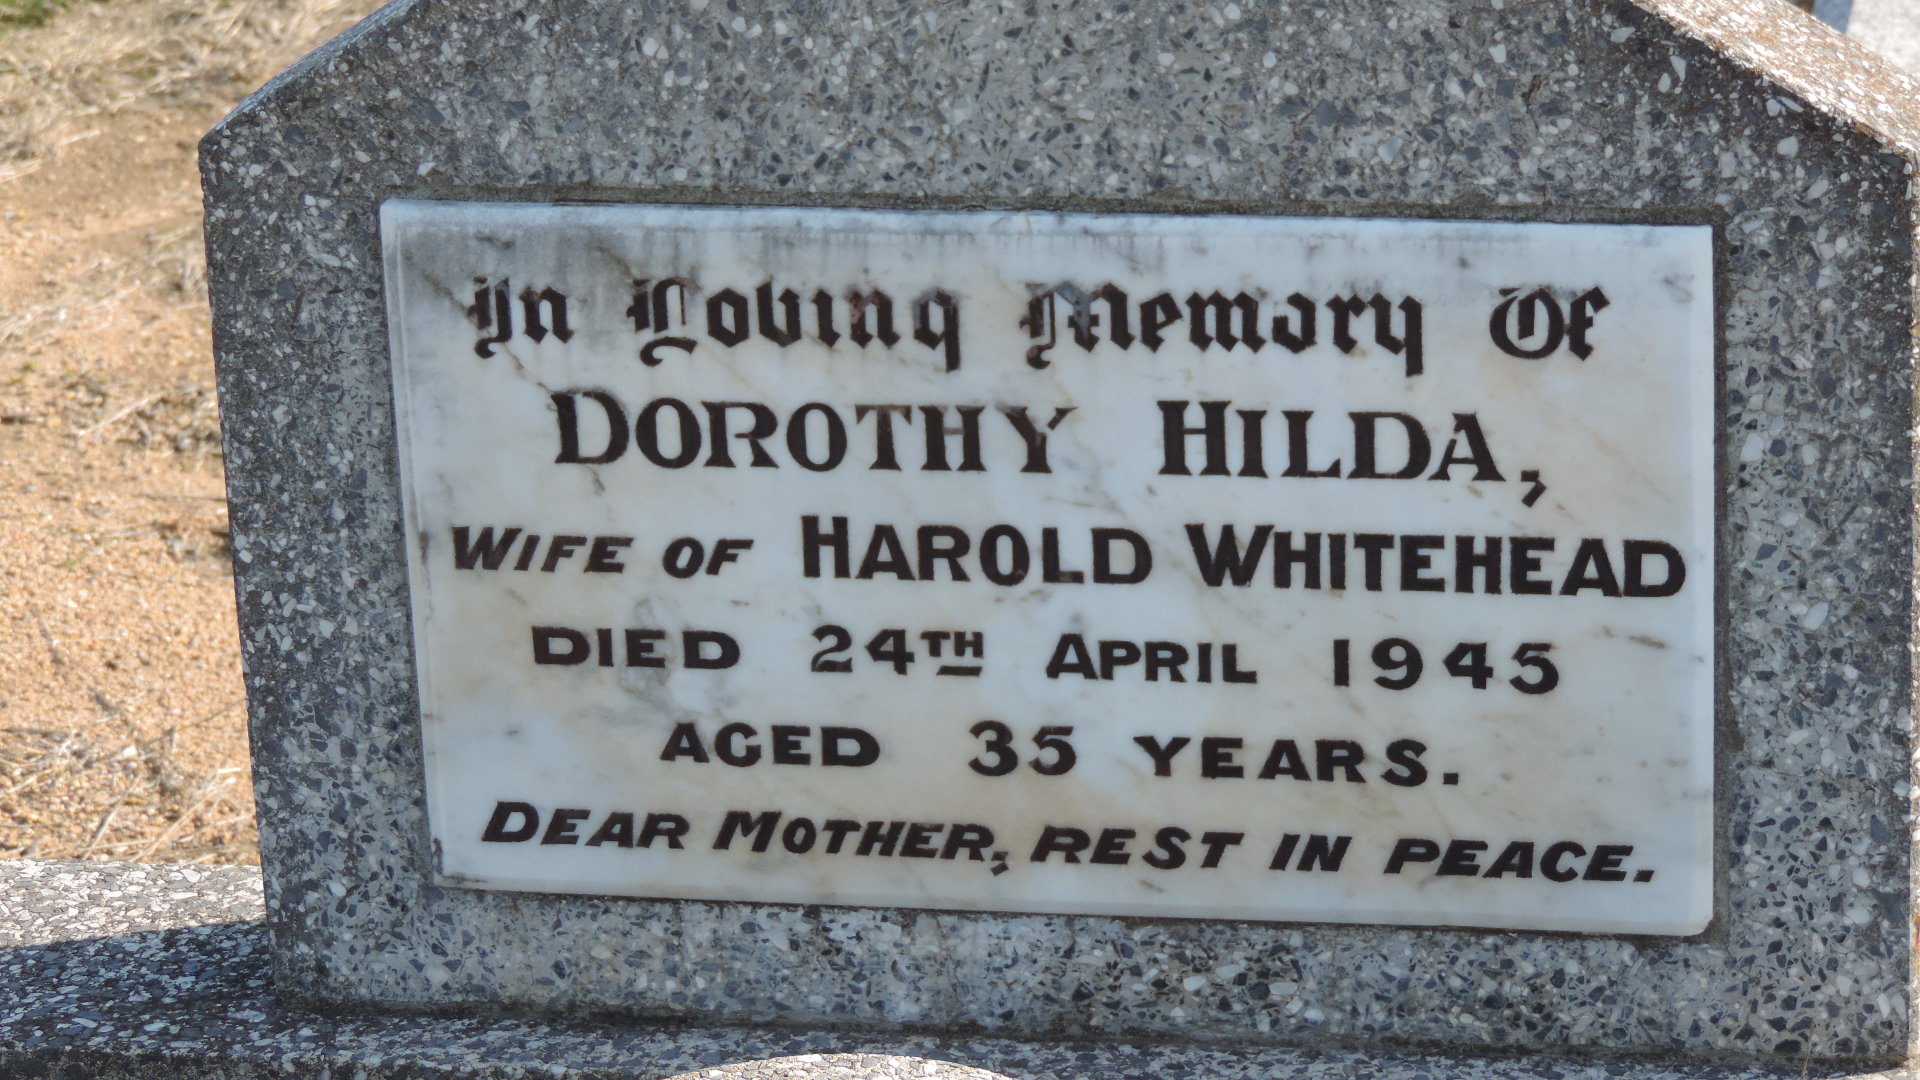 In Loving Memory Of
DOROTHY HILDA,
WIFE OF HAROLD WHITEHEAD
DIED 24TH APRIL 1945
AGED 35 YEARS.
DEAR MOTHER, REST IN PEACE.